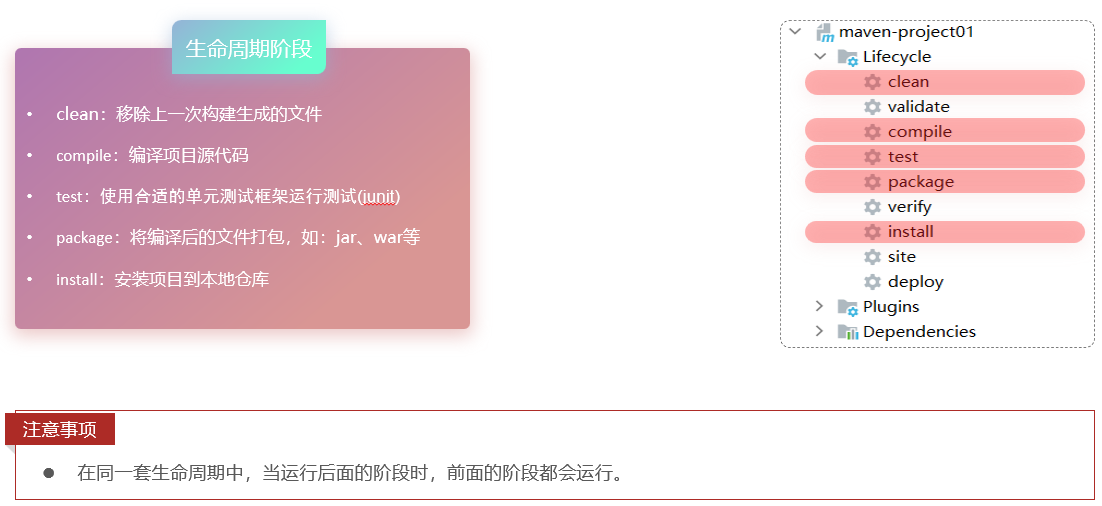 生命周期阶段
• clean：移除上一次构建生成的文件
• compile：编译项目源代码
• test：使用合适的单元测试框架运行测试(junit)
• package：将编译后的文件打包，如：jar、war等
• install：安装项目到本地仓库
maven-project01
Lifecycle
clean
validate
compile
test
package
verify
install
site
deploy
Plugins
Dependencies
注意事项
● 在同一套生命周期中，当运行后面的阶段时，前面的阶段都会运行。